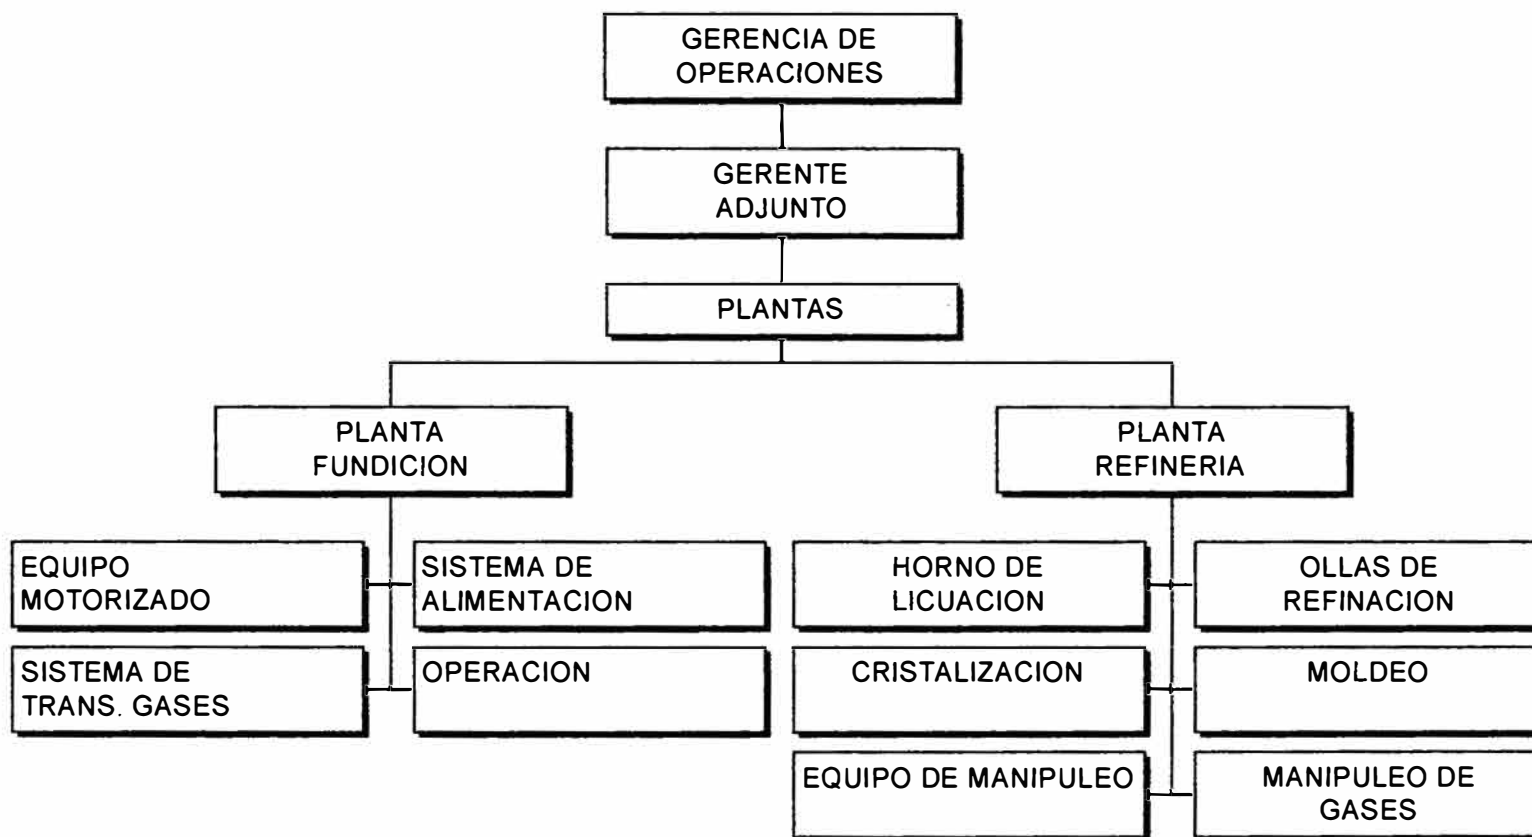 GERENCIA DE
OPERACIONES
GERENTE
ADJUNTO
PLANTAS
PLANTA
FUNDICION
PLANTA
REFINERIA
EQUIPO
MOTORIZADO
SISTEMA DE
ALIMENTACION
HORNO DE
LICUACION
OLLAS DE
REFINACION
SISTEMA DE
TRANS. GASES
OPERACION
CRISTALIZACION
MOLDEO
EQUIPO DE MANIPULEO
MANIPULEO DE
GASES